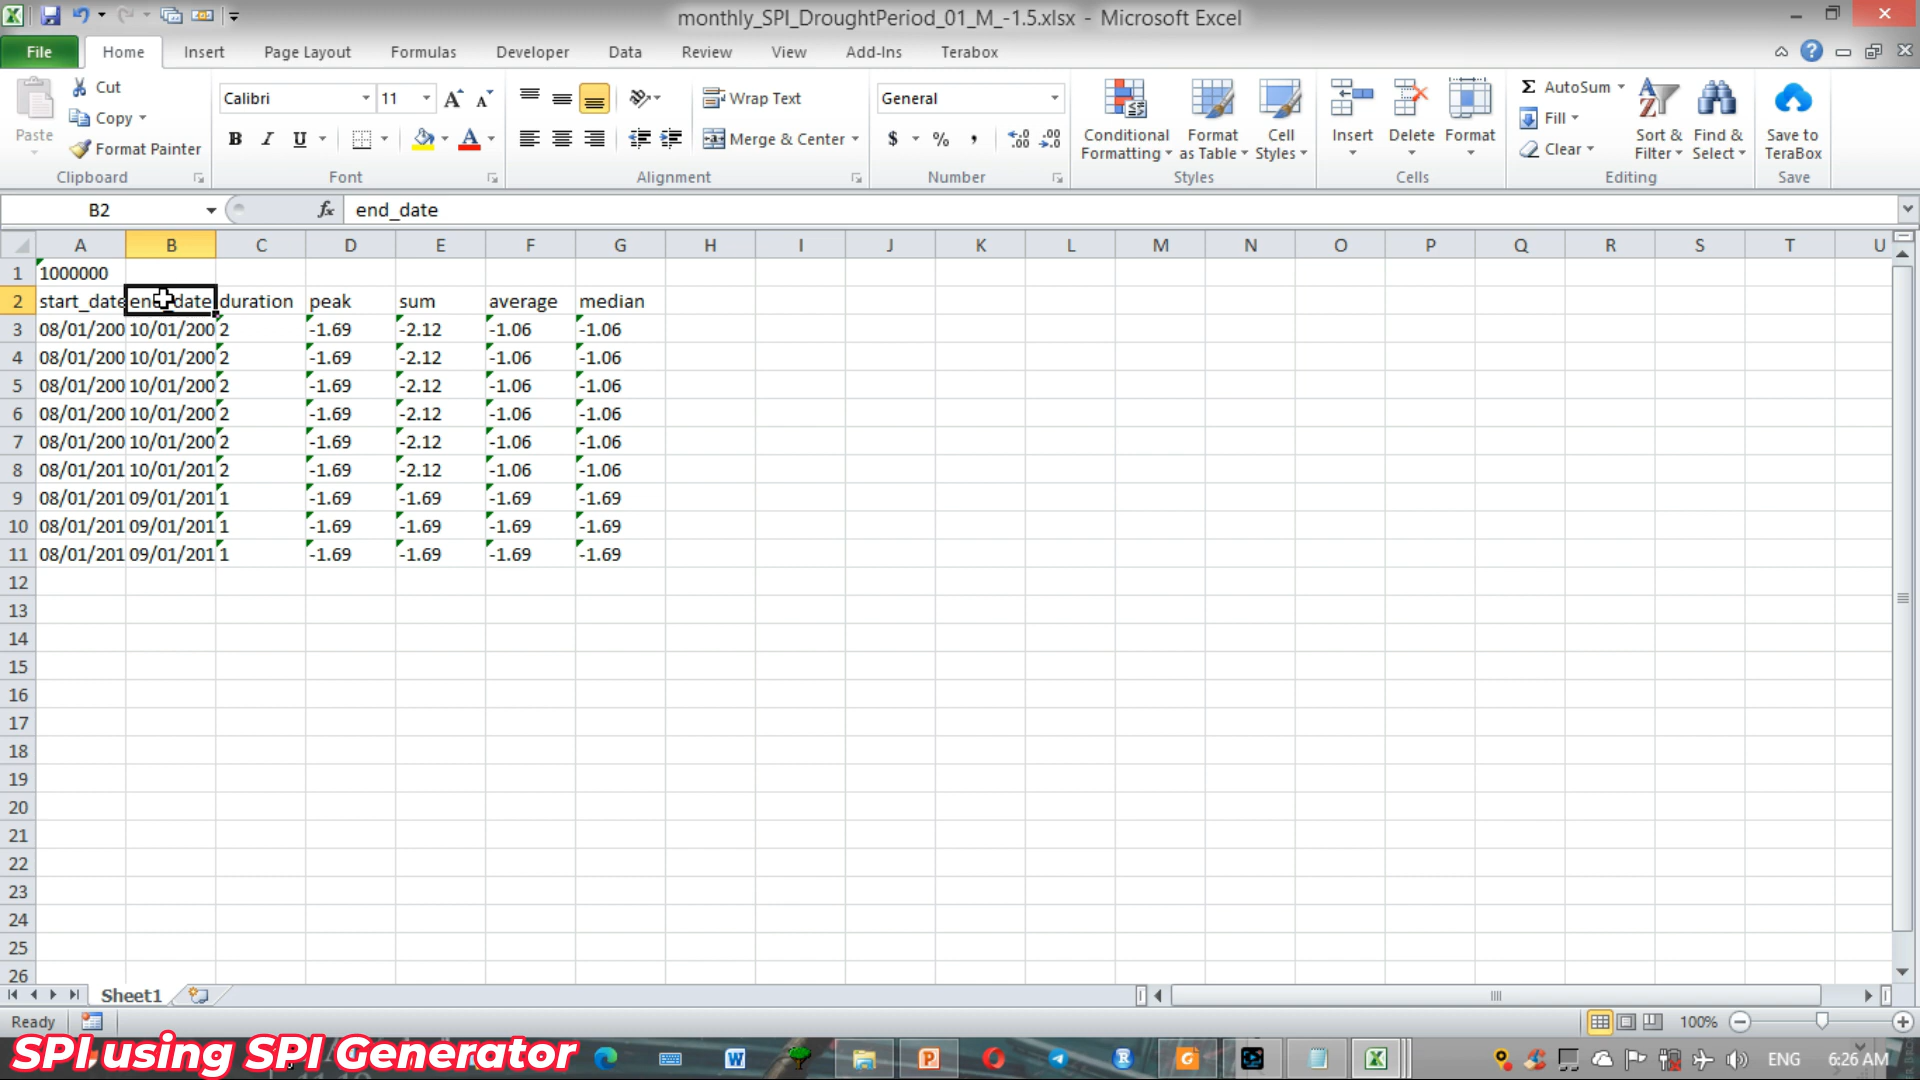 monthly_SPI_DroughtPeriod_01_M_-1.5.xlsx - Microsoft Excel
File Home Insert Page Layout Formulas Developer Data Review View Add-Ins Terabox
Paste Cut Copy Format Painter Clipboard
Calibri 11 B I U Font
Wrap Text Merge & Center Alignment
General $ % , Number
Conditional Formatting Format as Table Cell Styles Styles
Insert Delete Format Cells
AutoSum Fill Clear Sort & Filter Find & Select Editing
Save to TeraBox Save
B2 fx end_date
A B C D E F G H I J K L M N O P Q R S T U
1 1000000
2 start_date end_date duration peak sum average median
3 08/01/200 10/01/200 2 -1.69 -2.12 -1.06 -1.06
4 08/01/200 10/01/200 2 -1.69 -2.12 -1.06 -1.06
5 08/01/200 10/01/200 2 -1.69 -2.12 -1.06 -1.06
6 08/01/200 10/01/200 2 -1.69 -2.12 -1.06 -1.06
7 08/01/200 10/01/200 2 -1.69 -2.12 -1.06 -1.06
8 08/01/201 10/01/201 2 -1.69 -2.12 -1.06 -1.06
9 08/01/201 09/01/201 1 -1.69 -1.69 -1.69 -1.69
10 08/01/201 09/01/201 1 -1.69 -1.69 -1.69 -1.69
11 08/01/201 09/01/201 1 -1.69 -1.69 -1.69 -1.69
12
13
14
15
16
17
18
19
20
21
22
23
24
25
26
Sheet1
Ready 100%
SPI using SPI Generator
ENG 6:26 AM